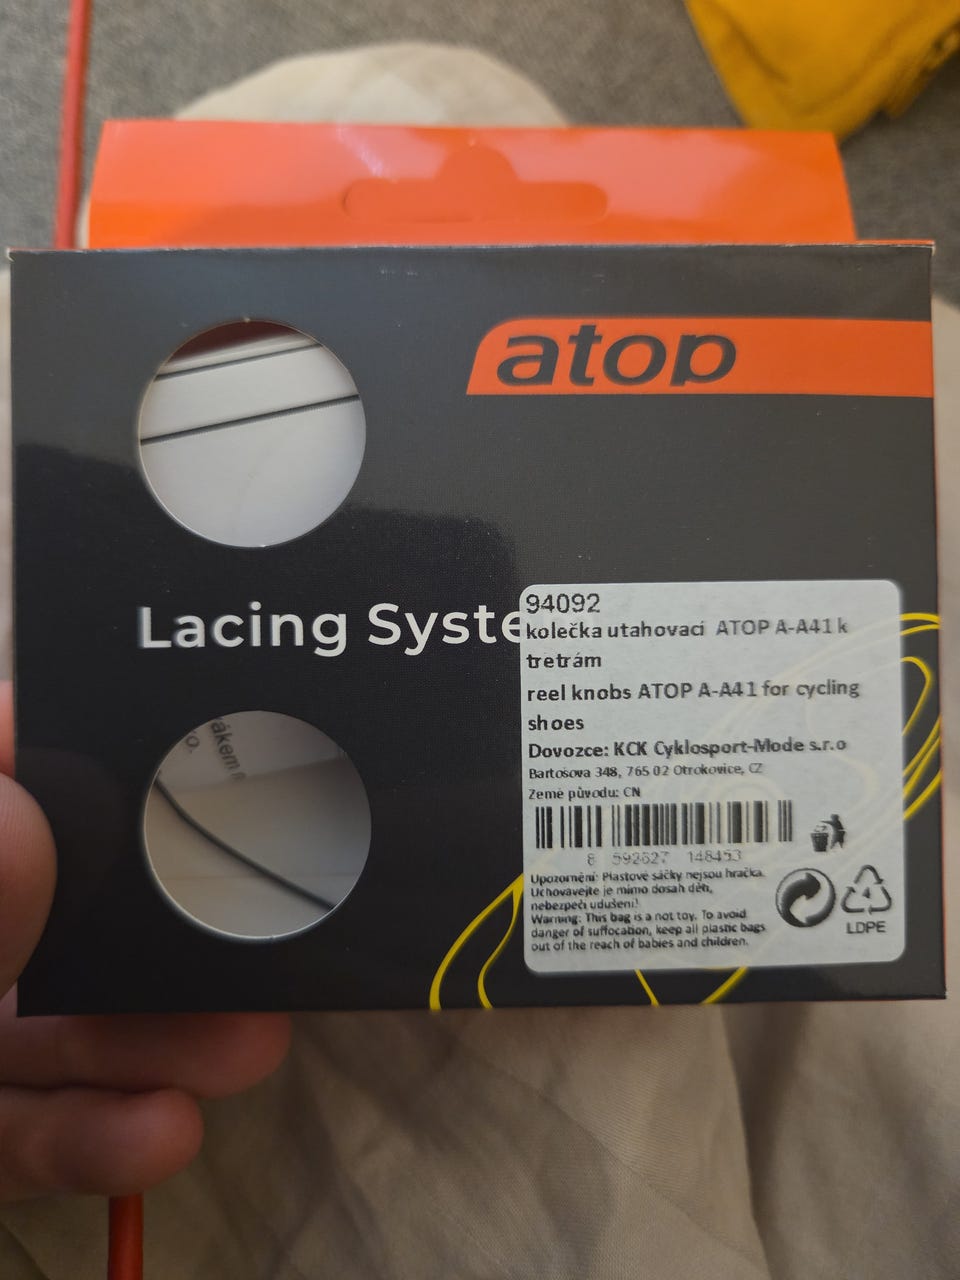 atop
Lacing Syste
94092
kolečka utahovací ATOP A-A41 k
tretrám
reel knobs ATOP A-A41 for cycling
shoes
Dovozce: KCK Cyklosport-Mode s.r.o
Bartošova 348, 765 02 Otrokovice, CZ
Země původu: CN
8 592627 148453
Upozornění: Plastové sáčky nejsou hračka.
Uchovávejte je mimo dosah dětí,
nebezpečí udušení!
Warning: This bag is not a toy. To avoid
danger of suffocation, keep all plastic bags
out of the reach of babies and children.
4
LDPE